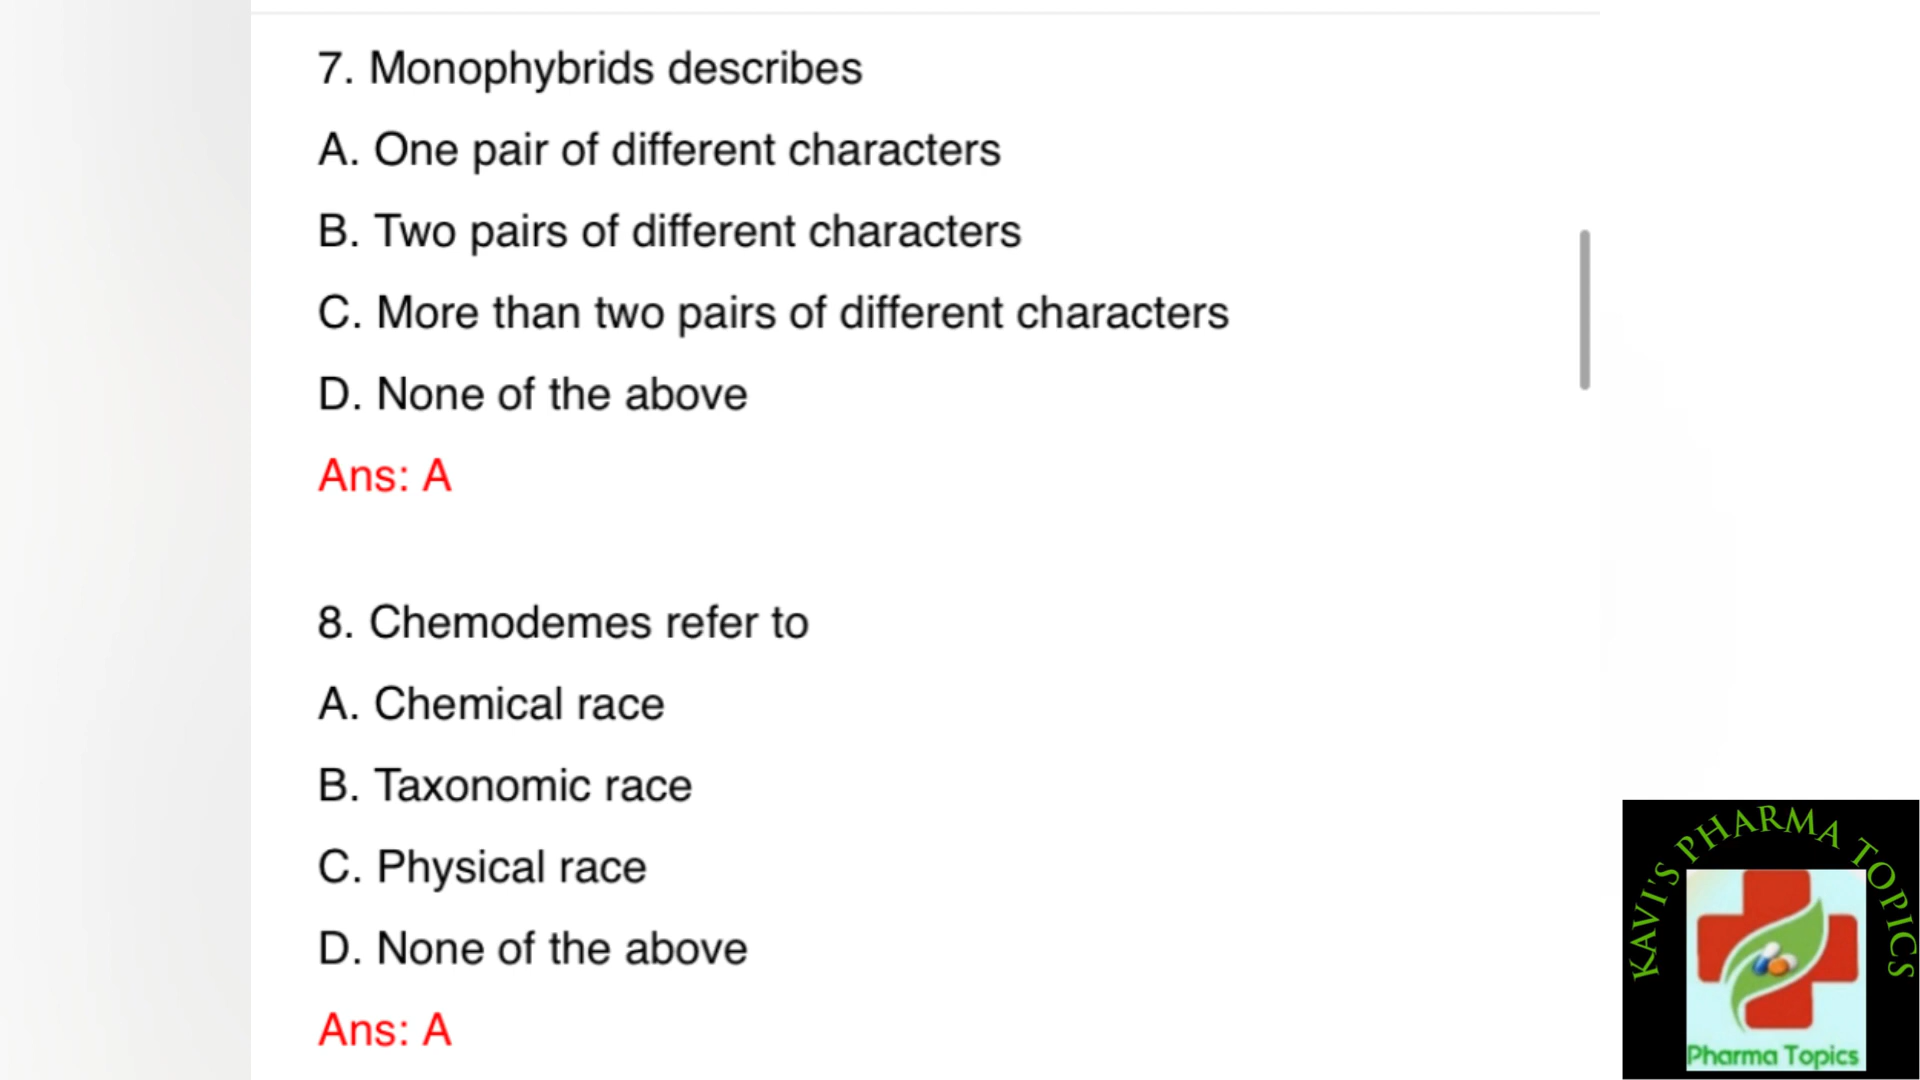 7. Monophybrids describes
A. One pair of different characters
B. Two pairs of different characters
C. More than two pairs of different characters
D. None of the above
Ans: A
8. Chemodemes refer to
A. Chemical race
B. Taxonomic race
C. Physical race
D. None of the above
Ans: A
KAVI'S PHARMA TOPICS
Pharma Topics